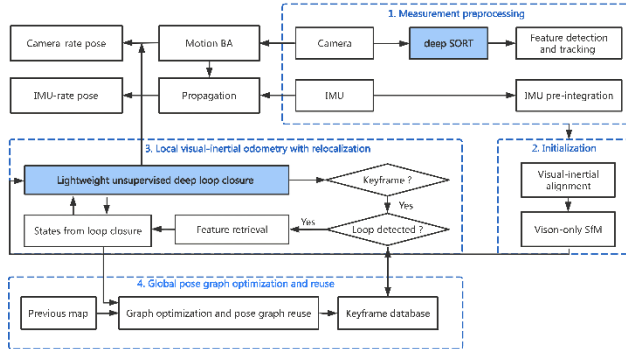 1. Measurement preprocessing
Camera rate pose
Motion BA
Camera
deep SORT
Feature detection
and tracking
IMU-rate pose
Propagation
IMU
IMU pre-integration
3. Local visual-inertial odometry with relocalization
2. Initialization
Lightweight unsupervised deep loop closure
Keyframe ?
Visual-inertial
alignment
Yes
States from loop closure
Feature retrieval
Yes
Loop detected ?
Vison-only SfM
4. Global pose graph optimization and reuse
Previous map
Graph optimization and pose graph reuse
Keyframe database